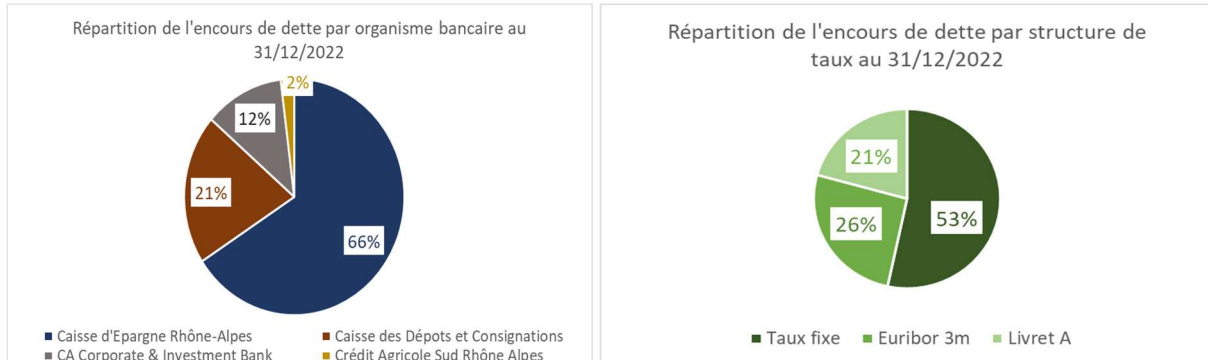 Répartition de l'encours de dette par organisme bancaire au
31/12/2022
2%
12%
21%
66%
■ Caisse d'Epargne Rhône-Alpes ■ Caisse des Dépots et Consignations
■ CA Corporate & Investment Bank ■ Crédit Agricole Sud Rhône Alpes
Répartition de l'encours de dette par structure de
taux au 31/12/2022
21%
26%
53%
■ Taux fixe ■ Euribor 3m ■ Livret A